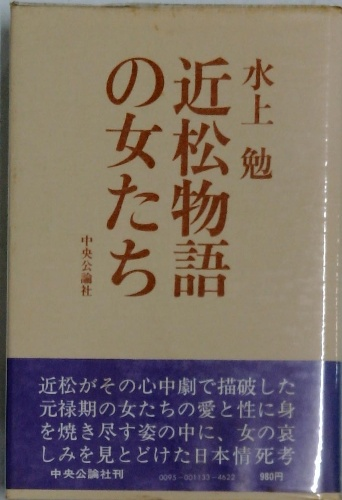 水上 勉
近松物語
の女たち
中央公論社
近松がその心中劇で描破した
元禄期の女たちの愛と性に身
を焼き尽す姿の中に、女の哀
しみを見とどけた日本情死考
中央公論社刊
0093-001133-4622
980円